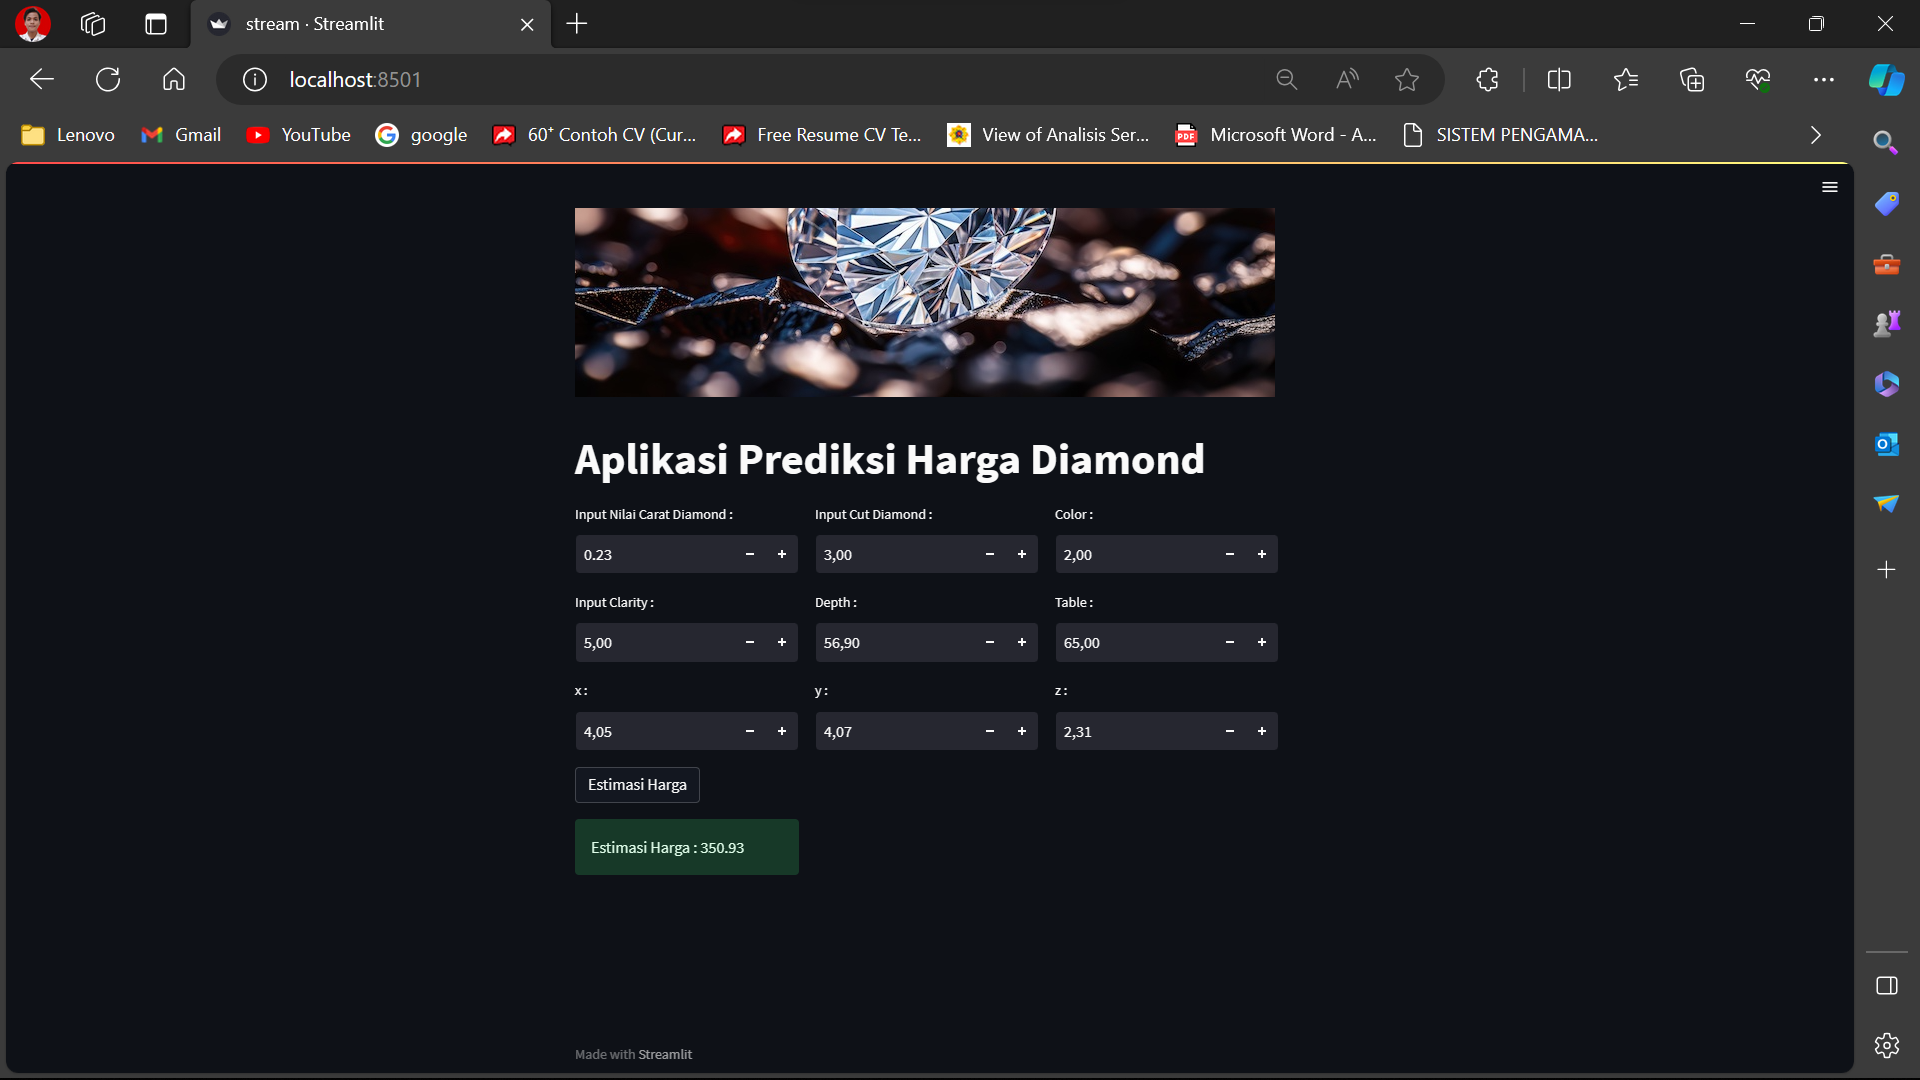 stream · Streamlit
localhost:8501
Lenovo
Gmail
YouTube
google
60⁺ Contoh CV (Cur...
Free Resume CV Te...
View of Analisis Ser...
Microsoft Word - A...
SISTEM PENGAMA...
Aplikasi Prediksi Harga Diamond
Input Nilai Carat Diamond :
Input Cut Diamond :
Color :
0.23
3,00
2,00
Input Clarity :
Depth :
Table :
5,00
56,90
65,00
x :
y :
z :
4,05
4,07
2,31
Estimasi Harga
Estimasi Harga : 350.93
Made with Streamlit